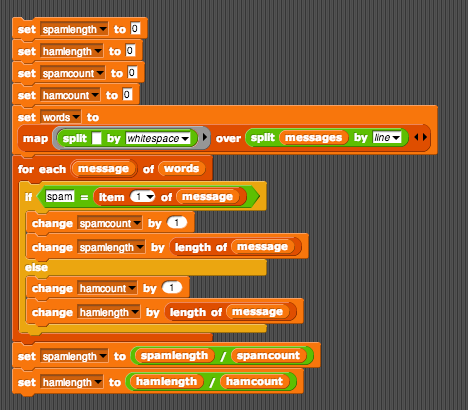 set spamlength to 0
set hamlength to 0
set spamcount to 0
set hamcount to 0
set words to
map split by whitespace over split messages by line
for each message of words
if spam = item 1 of message
change spamcount by 1
change spamlength by length of message
else
change hamcount by 1
change hamlength by length of message
set spamlength to spamlength / spamcount
set hamlength to hamlength / hamcount